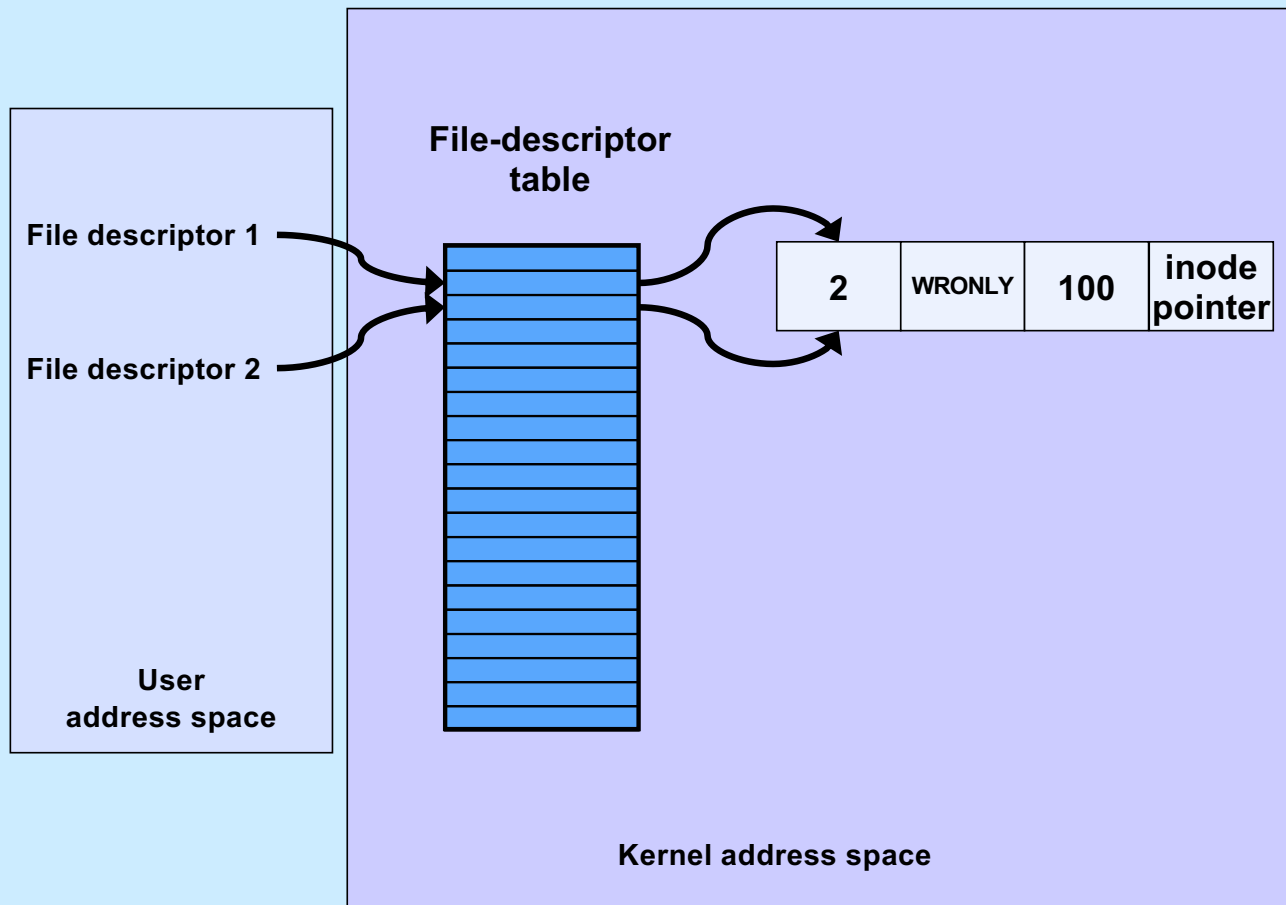 File-descriptor
table
File descriptor 1
File descriptor 2
2
WRONLY
100
inode
pointer
User
address space
Kernel address space